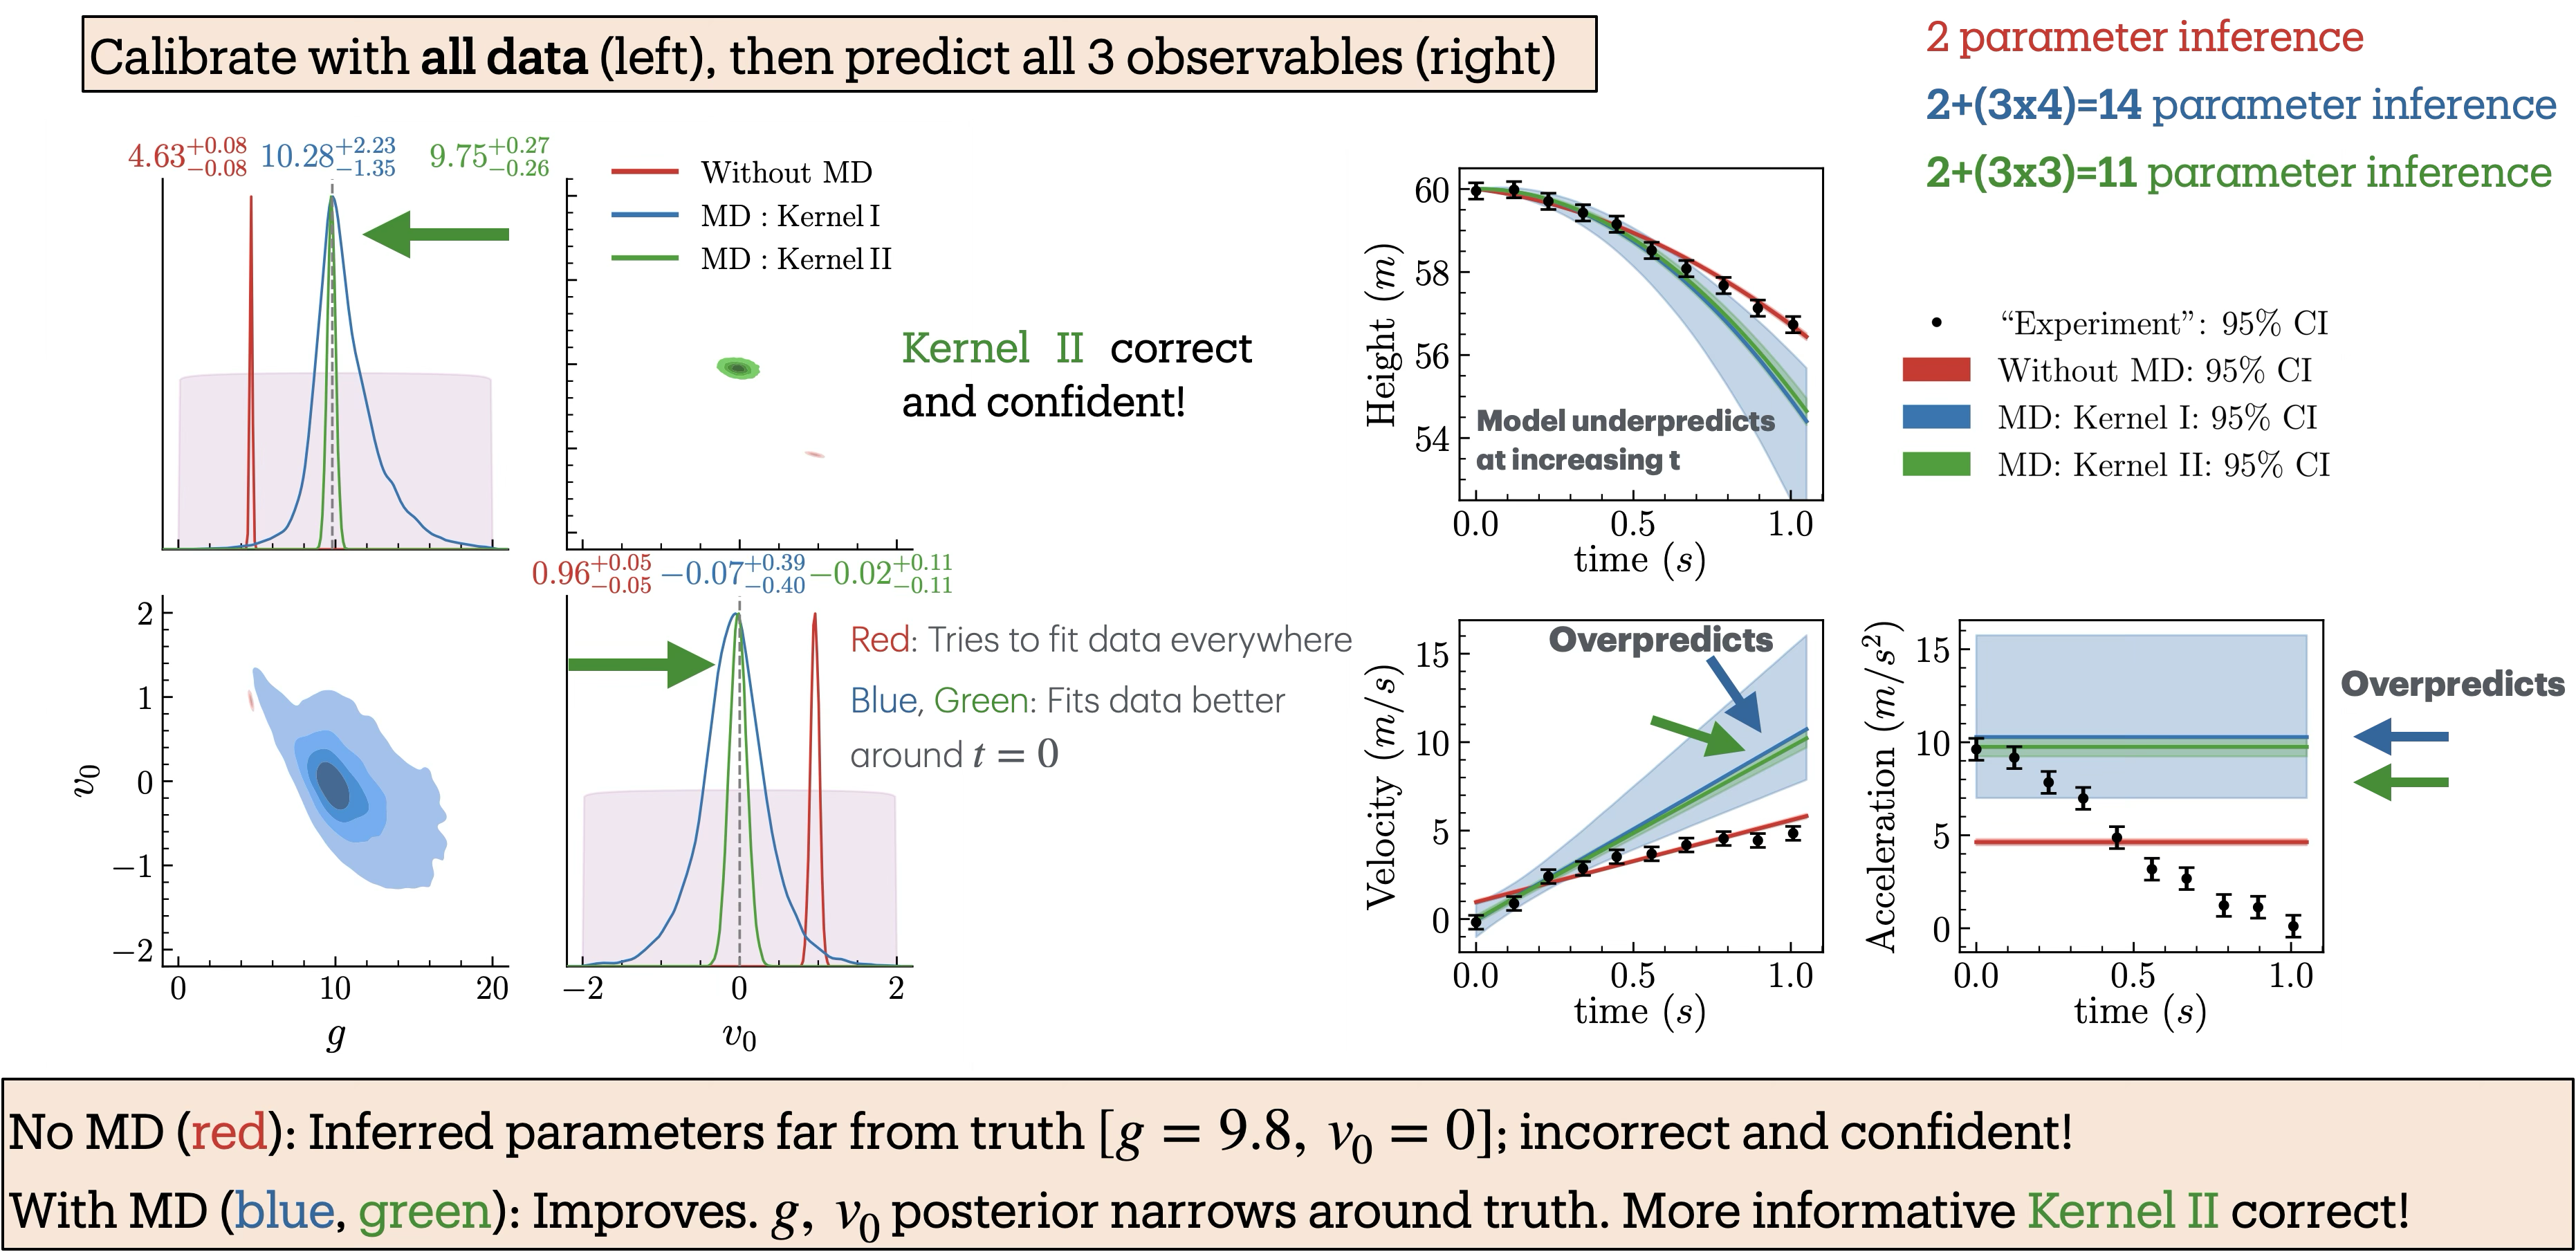 Calibrate with all data (left), then predict all 3 observables (right)
2 parameter inference
2+(3x4)=14 parameter inference
2+(3x3)=11 parameter inference
4.63+0.08−0.08 10.28+2.23−1.35 9.75+0.27−0.26
Without MD
MD : Kernel I
MD : Kernel II
Kernel II correct
and confident!
0.96+0.05−0.05 −0.07+0.39−0.40 −0.02+0.11−0.11
Red: Tries to fit data everywhere
Blue, Green: Fits data better
around t = 0
2
1
0
−1
−2
v0
0 10 20
g
−2 0 2
v0
60
58
56
54
Height (m)
Model underpredicts
at increasing t
0.0 0.5 1.0
time (s)
“Experiment”: 95% CI
Without MD: 95% CI
MD: Kernel I: 95% CI
MD: Kernel II: 95% CI
15
10
5
0
Velocity (m/s)
Overpredicts
0.0 0.5 1.0
time (s)
15
10
5
0
Acceleration (m/s²)
Overpredicts
0.0 0.5 1.0
time (s)
No MD (red): Inferred parameters far from truth [g = 9.8, v0 = 0]; incorrect and confident!
With MD (blue, green): Improves. g, v0 posterior narrows around truth. More informative Kernel II correct!